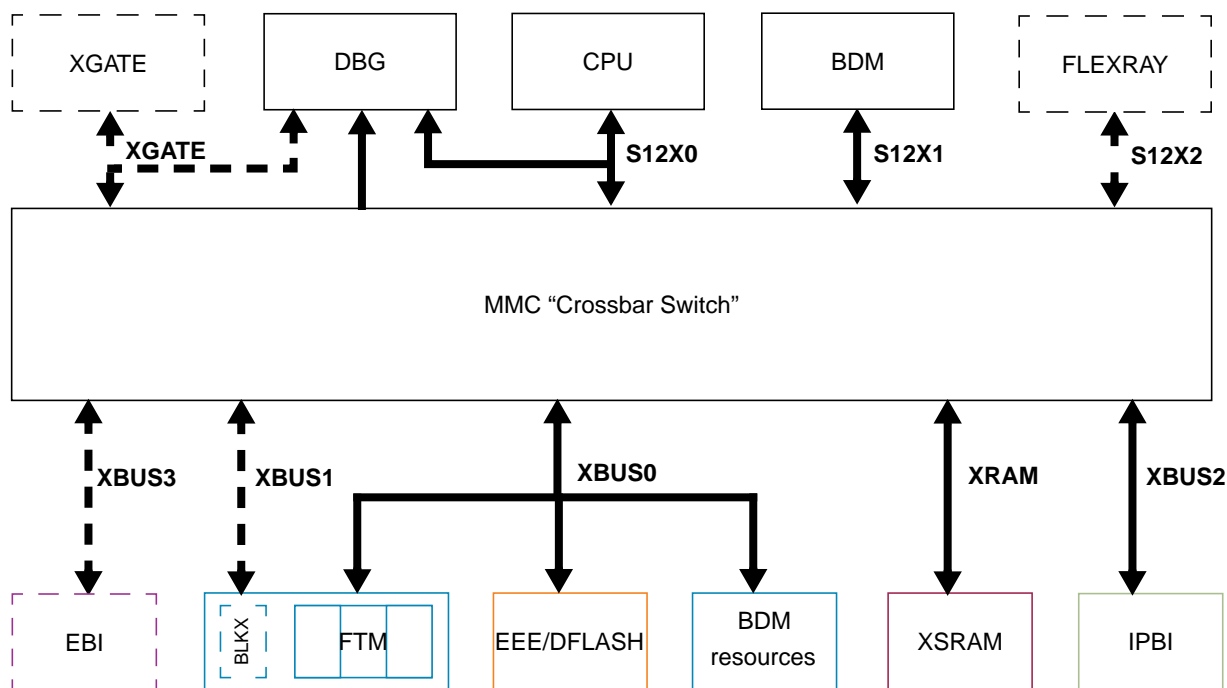 XGATE
DBG
CPU
BDM
FLEXRAY
XGATE
S12X0
S12X1
S12X2
MMC “Crossbar Switch”
XBUS3
XBUS1
XBUS0
XRAM
XBUS2
EBI
BLKX
FTM
EEE/DFLASH
BDM
resources
XSRAM
IPBI